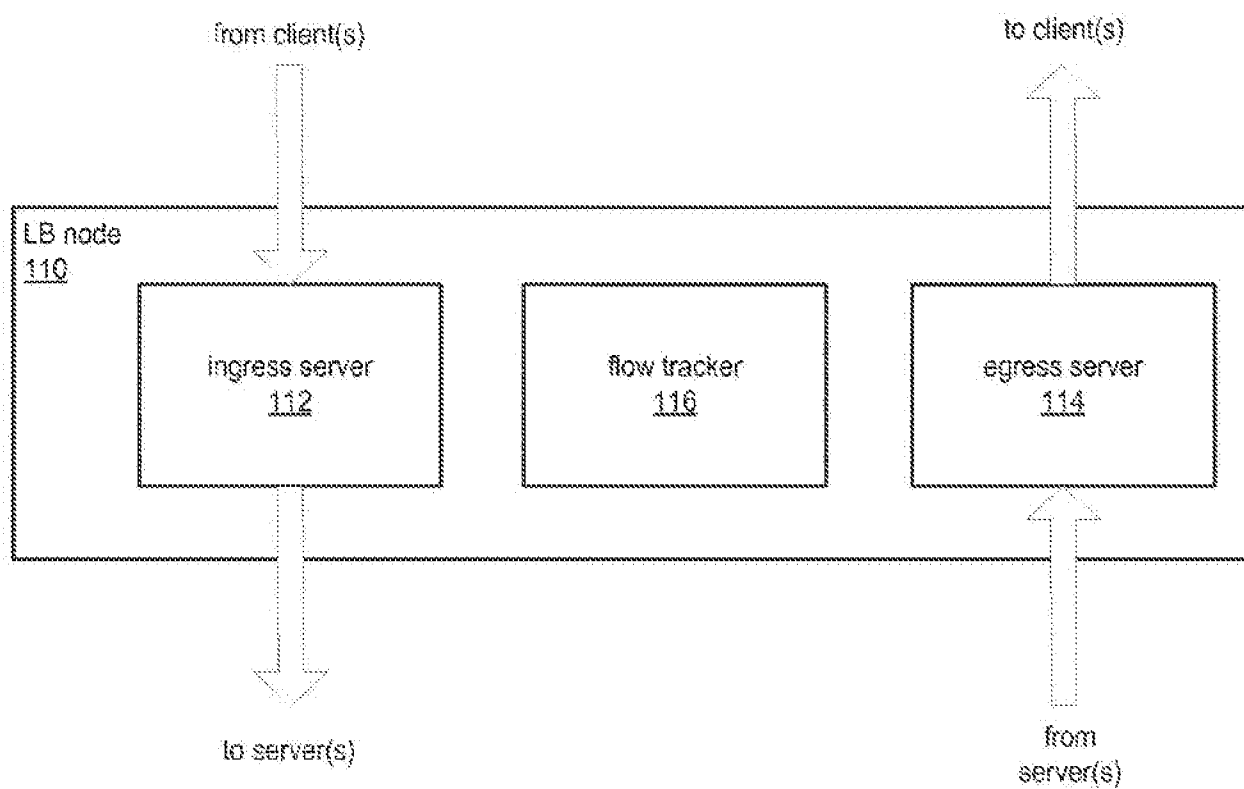 from client(s)
to client(s)
LB node
110
ingress server
112
flow tracker
116
egress server
114
to server(s)
from
server(s)